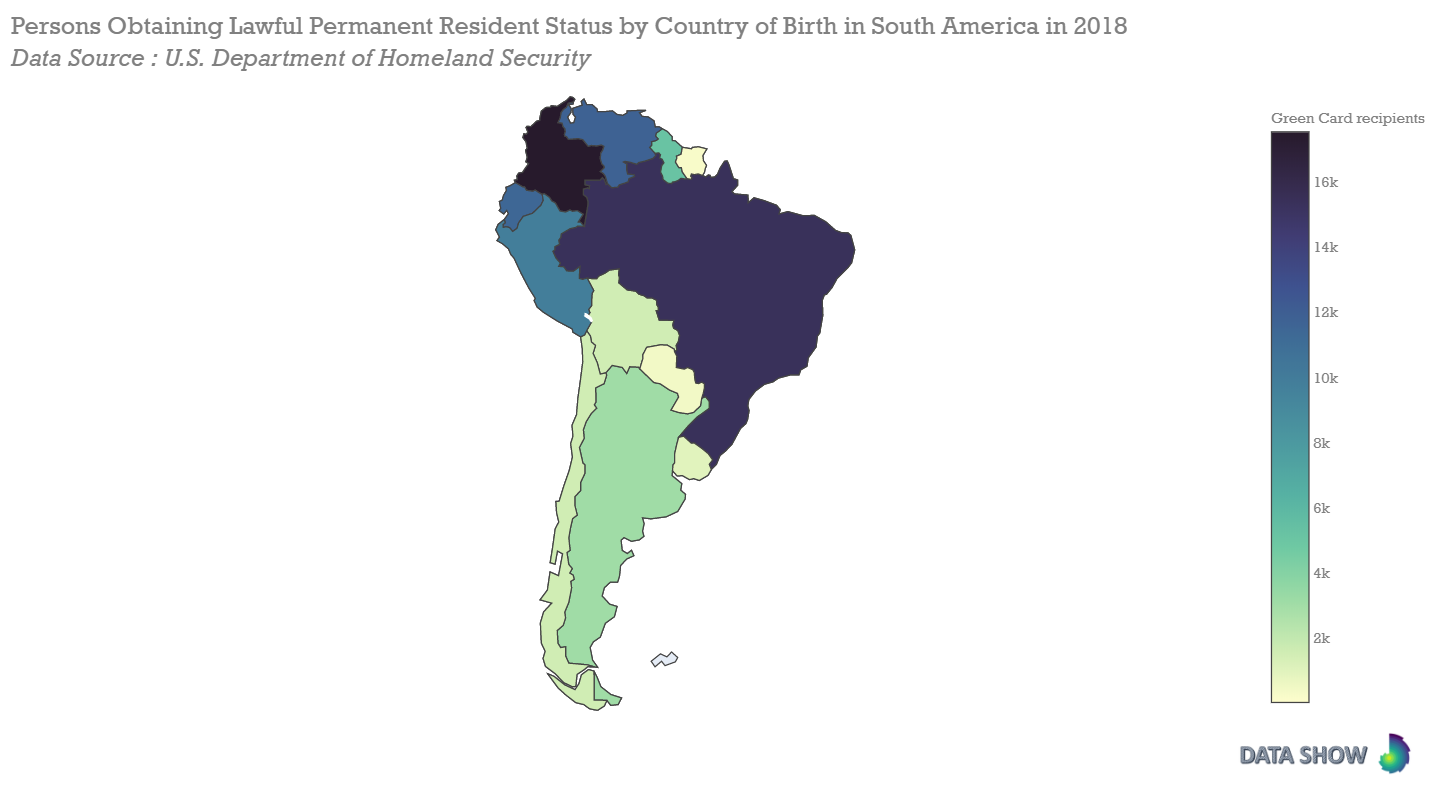 Persons Obtaining Lawful Permanent Resident Status by Country of Birth in South America in 2018
Data Source : U.S. Department of Homeland Security
Green Card recipients
16k
14k
12k
10k
8k
6k
4k
2k
DATA SHOW